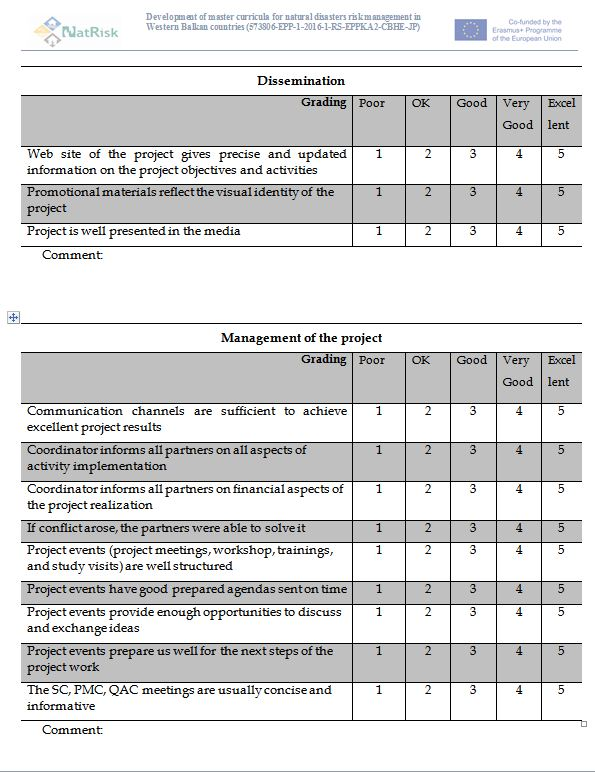 NatRisk
Development of master curricula for natural disasters risk management in
Western Balkan countries (573806-EPP-1-2016-1-RS-EPPKA2-CBHE-JP)
Co-funded by the
Erasmus+ Programme
of the European Union
Dissemination
Grading Poor OK Good Very Excel
Good lent
Web site of the project gives precise and updated 1 2 3 4 5
information on the project objectives and activities
Promotional materials reflect the visual identity of the 1 2 3 4 5
project
Project is well presented in the media 1 2 3 4 5
Comment:
Management of the project
Grading Poor OK Good Very Excel
Good lent
Communication channels are sufficient to achieve 1 2 3 4 5
excellent project results
Coordinator informs all partners on all aspects of 1 2 3 4 5
activity implementation
Coordinator informs all partners on financial aspects of 1 2 3 4 5
the project realization
If conflict arose, the partners were able to solve it 1 2 3 4 5
Project events (project meetings, workshop, trainings, 1 2 3 4 5
and study visits) are well structured
Project events have good prepared agendas sent on time 1 2 3 4 5
Project events provide enough opportunities to discuss 1 2 3 4 5
and exchange ideas
Project events prepare us well for the next steps of the 1 2 3 4 5
project work
The SC, PMC, QAC meetings are usually concise and 1 2 3 4 5
informative
Comment: